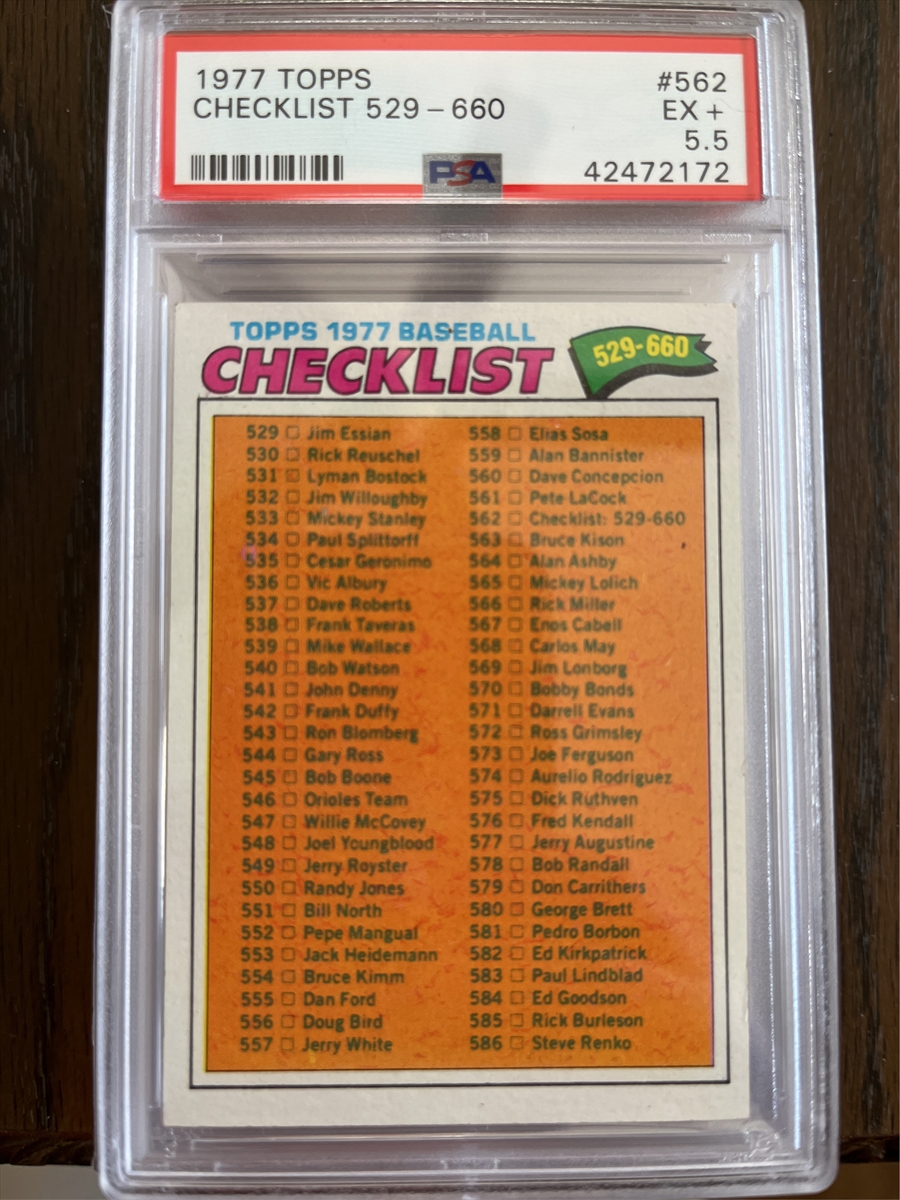 1977 TOPPS #562
CHECKLIST 529 – 660 EX +
5.5
42472172
PSA
TOPPS 1977 BASEBALL
CHECKLIST 529-660
529 Jim Essian
530 Rick Reuschel
531 Lyman Bostock
532 Jim Willoughby
533 Mickey Stanley
534 Paul Splittorff
535 Cesar Geronimo
536 Vic Albury
537 Dave Roberts
538 Frank Taveras
539 Mike Wallace
540 Bob Watson
541 John Denny
542 Frank Duffy
543 Ron Blomberg
544 Gary Ross
545 Bob Boone
546 Orioles Team
547 Willie McCovey
548 Joel Youngblood
549 Jerry Royster
550 Randy Jones
551 Bill North
552 Pepe Mangual
553 Jack Heidemann
554 Bruce Kimm
555 Dan Ford
556 Doug Bird
557 Jerry White
558 Elias Sosa
559 Alan Bannister
560 Dave Concepcion
561 Pete LaCock
562 Checklist: 529-660
563 Bruce Kison
564 Alan Ashby
565 Mickey Lolich
566 Rick Miller
567 Enos Cabell
568 Carlos May
569 Jim Lonborg
570 Bobby Bonds
571 Darrell Evans
572 Ross Grimsley
573 Joe Ferguson
574 Aurelio Rodriguez
575 Dick Ruthven
576 Fred Kendall
577 Jerry Augustine
578 Bob Randall
579 Don Carrithers
580 George Brett
581 Pedro Borbon
582 Ed Kirkpatrick
583 Paul Lindblad
584 Ed Goodson
585 Rick Burleson
586 Steve Renko